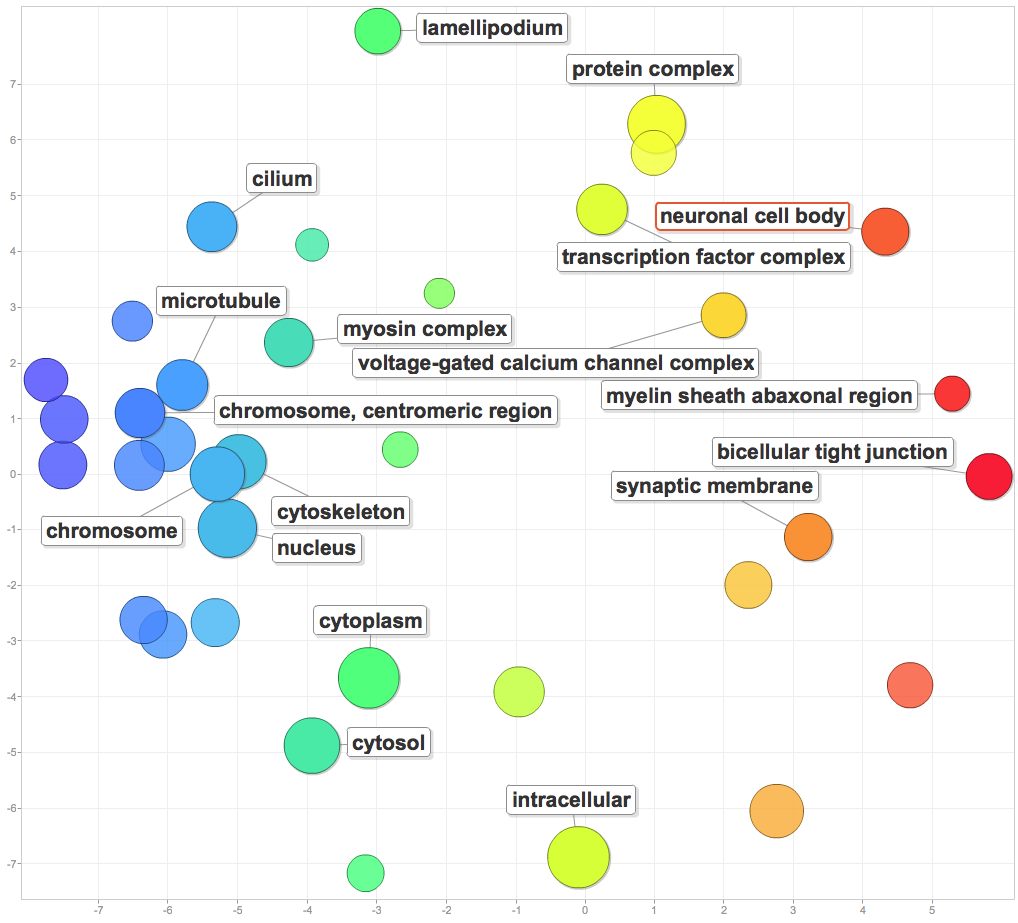 lamellipodium
protein complex
7
6
cilium
5
neuronal cell body
transcription factor complex
4
microtubule
3
myosin complex
voltage-gated calcium channel complex
2
myelin sheath abaxonal region
chromosome, centromeric region
1
bicellular tight junction
0
synaptic membrane
cytoskeleton
chromosome
-1
nucleus
-2
cytoplasm
-3
-4
cytosol
-5
intracellular
-6
-7
-7 -6 -5 -4 -3 -2 -1 0 1 2 3 4 5